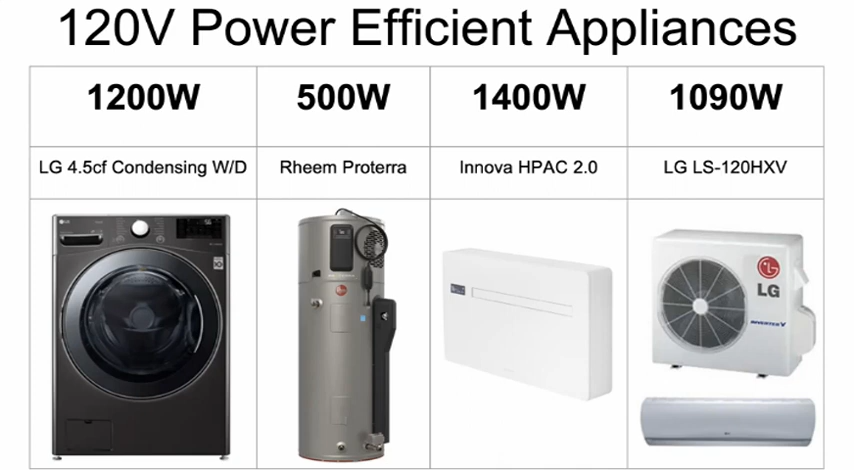 120V Power Efficient Appliances
1200W
500W
1400W
1090W
LG 4.5cf Condensing W/D
Rheem Proterra
Innova HPAC 2.0
LG LS-120HXV
LG
LG
INVERTER V